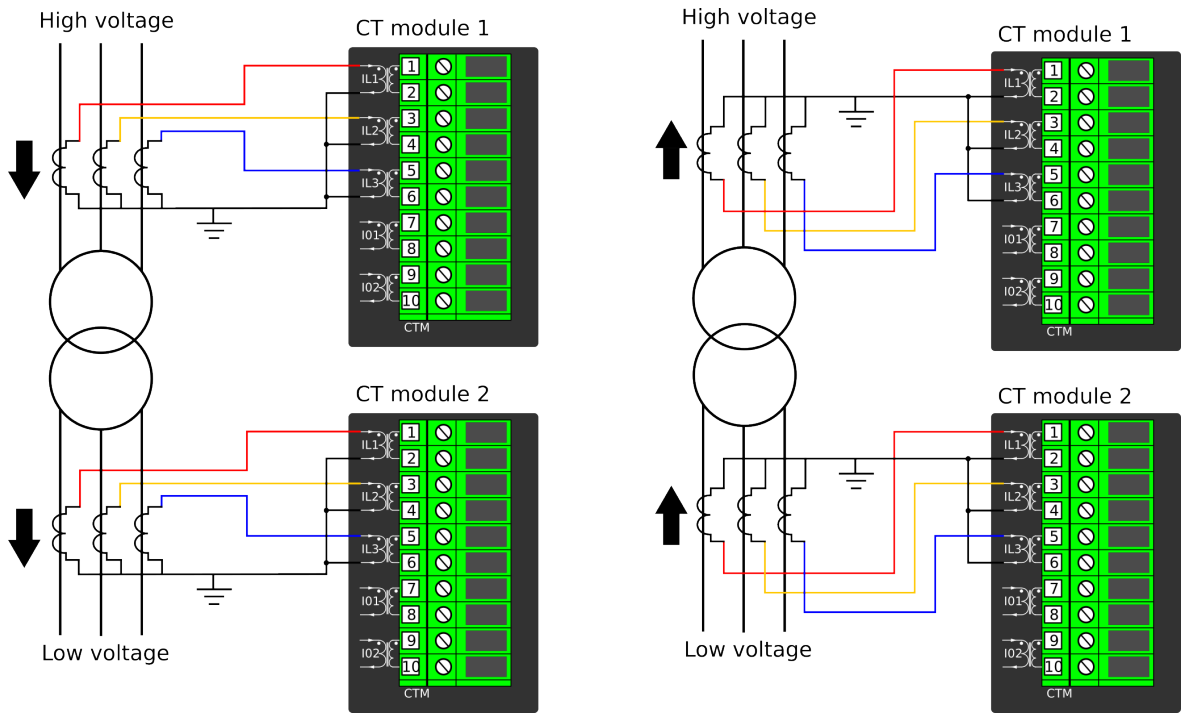 High voltage
CT module 1
IL1
1
2
IL2
3
4
IL3
5
6
I01
7
8
I02
9
10
CTM
CT module 2
IL1
1
2
IL2
3
4
IL3
5
6
I01
7
8
I02
9
10
CTM
Low voltage
High voltage
CT module 1
IL1
1
2
IL2
3
4
IL3
5
6
I01
7
8
I02
9
10
CTM
CT module 2
IL1
1
2
IL2
3
4
IL3
5
6
I01
7
8
I02
9
10
CTM
Low voltage